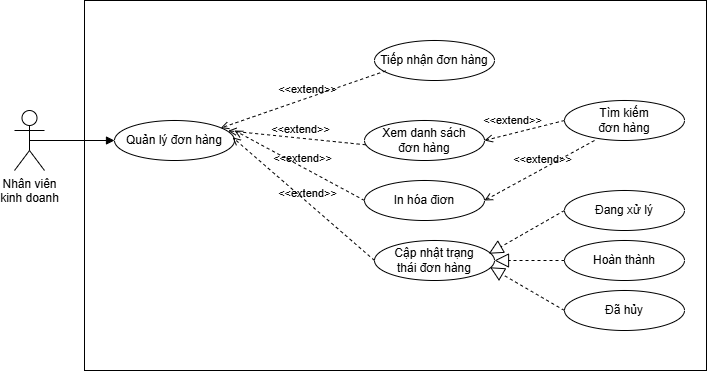 Tiếp nhận đơn hàng
<<extend>>
Quản lý đơn hàng
<<extend>>
Xem danh sách
đơn hàng
<<extend>>
Tìm kiếm
đơn hàng
<<extend>>
<<extend>>
Nhân viên
kinh doanh
<<extend>>
In hóa điơn
Đang xử lý
Cập nhật trạng
thái đơn hàng
Hoàn thành
Đã hủy